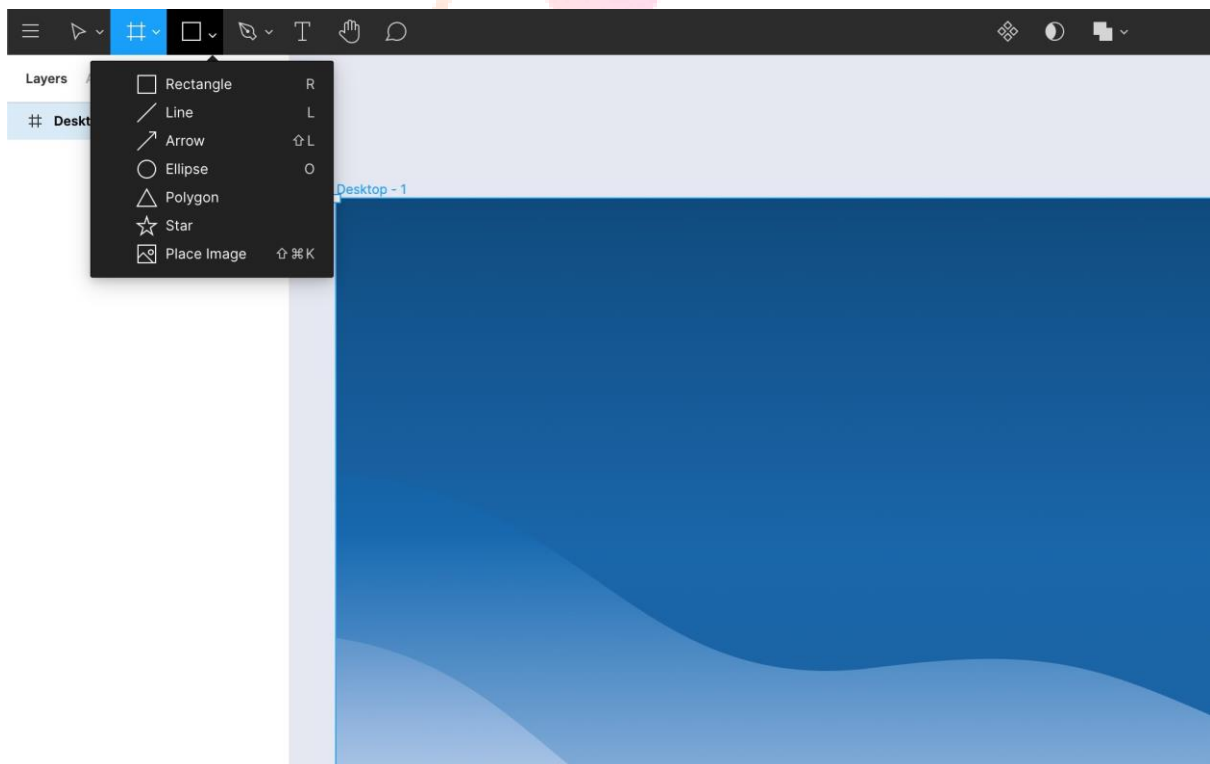 Layers
Deskt
Rectangle R
Line L
Arrow ⇧L
Ellipse O
Polygon
Star
Place Image ⇧⌘K
Desktop - 1